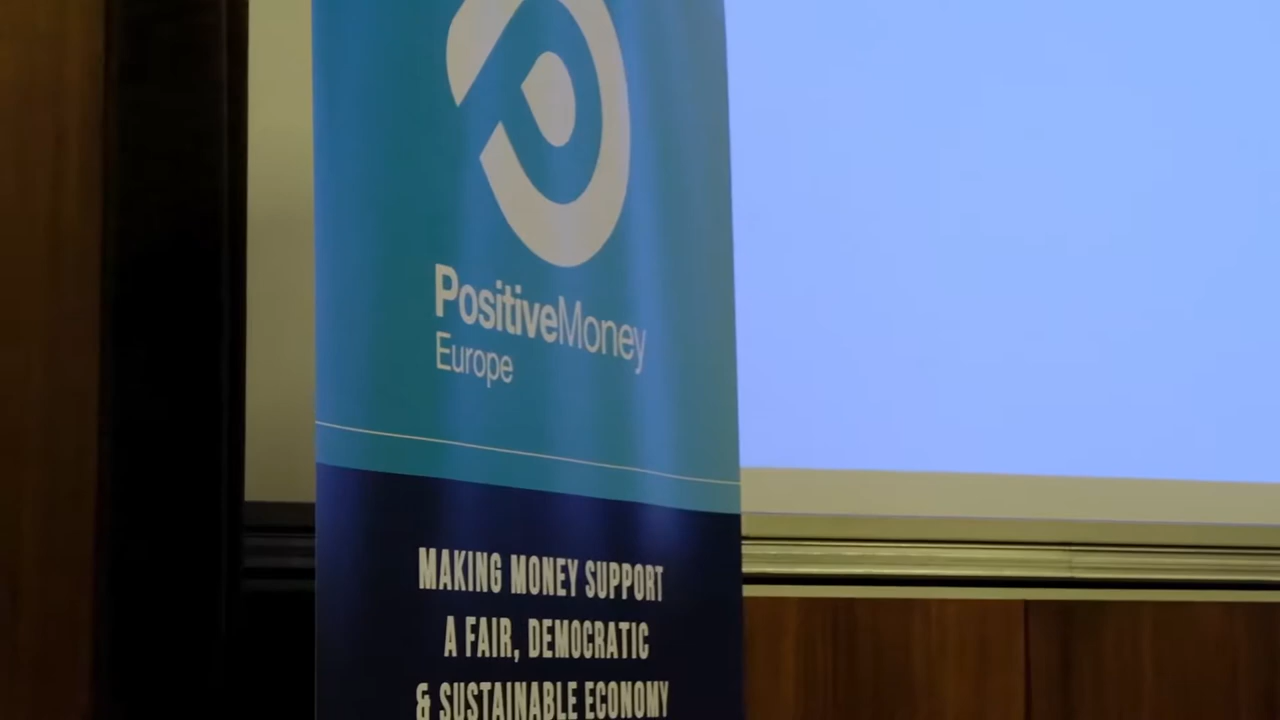 PositiveMoney
Europe
MAKING MONEY SUPPORT
A FAIR, DEMOCRATIC
& SUSTAINABLE ECONOMY